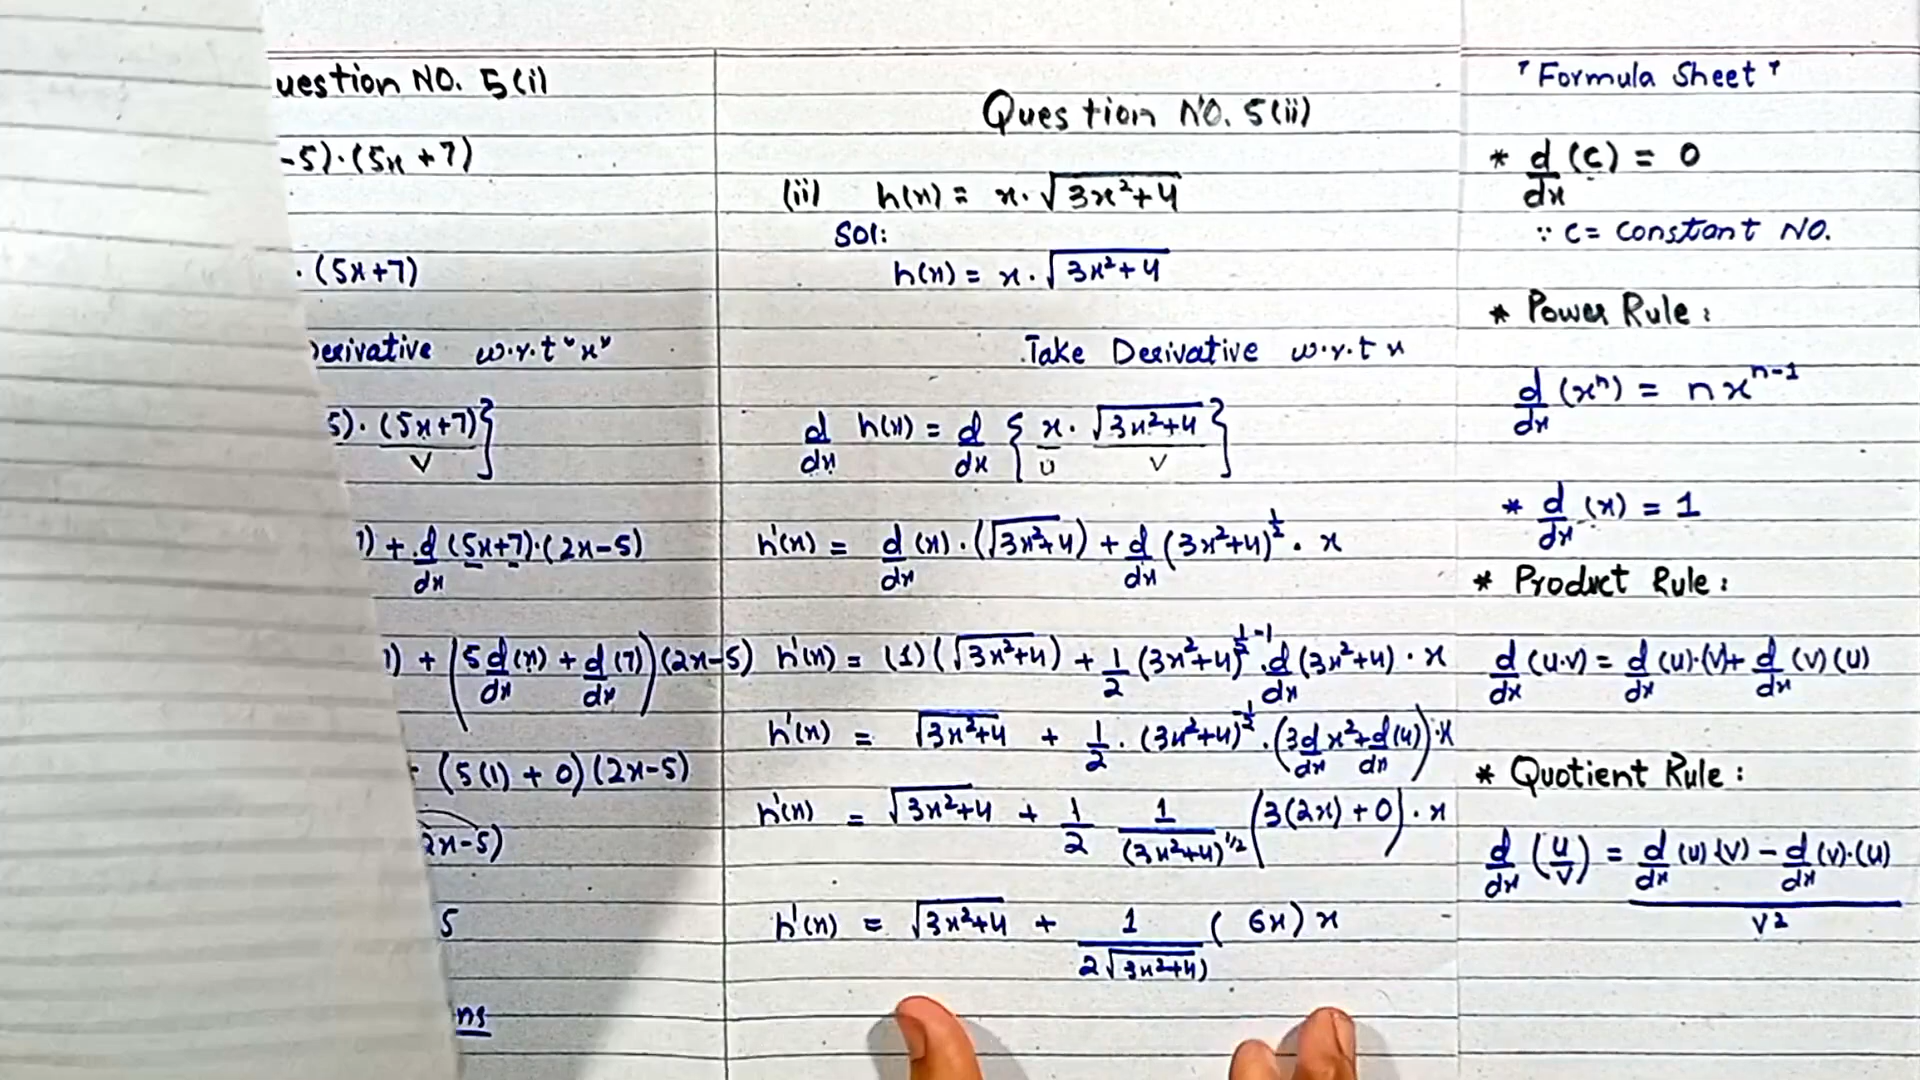 uestion NO. 5(i)
-5)·(5x+7)
·(5x+7)
Derivative w.r.t "x"
5)·(5x+7)}
V
1) + d/dx (5x+7)·(2x-5)
1) + (5 d/dx (x) + d/dx (7))(2x-5)
(5(1) + 0)(2x-5)
2x-5)
5
ns
Question NO. 5(ii)
(ii) h(x) = x·√(3x²+4)
Sol:
h(x) = x·√(3x²+4)
Take Derivative w.r.t x
d/dx h(x) = d/dx {x·√(3x²+4)}
U V
h'(x) = d/dx (x)·(√(3x²+4)) + d/dx (3x²+4)^½ · x
h'(x) = (1)(√(3x²+4)) + 1/2 (3x²+4)^(½-1) · d/dx (3x²+4) · x
h'(x) = √(3x²+4) + 1/2 · (3x²+4)^(-½) · (3 d/dx x² + d/dx (4))·x
h'(x) = √(3x²+4) + 1/2 1/(3x²+4)^(1/2) (3(2x) + 0)·x
h'(x) = √(3x²+4) + 1/(2√(3x²+4)) (6x) x
"Formula Sheet"
* d/dx (c) = 0
∵ c = constant NO.
* Power Rule:
d/dx (xⁿ) = nx^(n-1)
* d/dx (x) = 1
* Product Rule:
d/dx (u·v) = d/dx (u)·(v) + d/dx (v)(u)
* Quotient Rule:
d/dx (u/v) = (d/dx (u)·(v) - d/dx (v)·(u))/v²